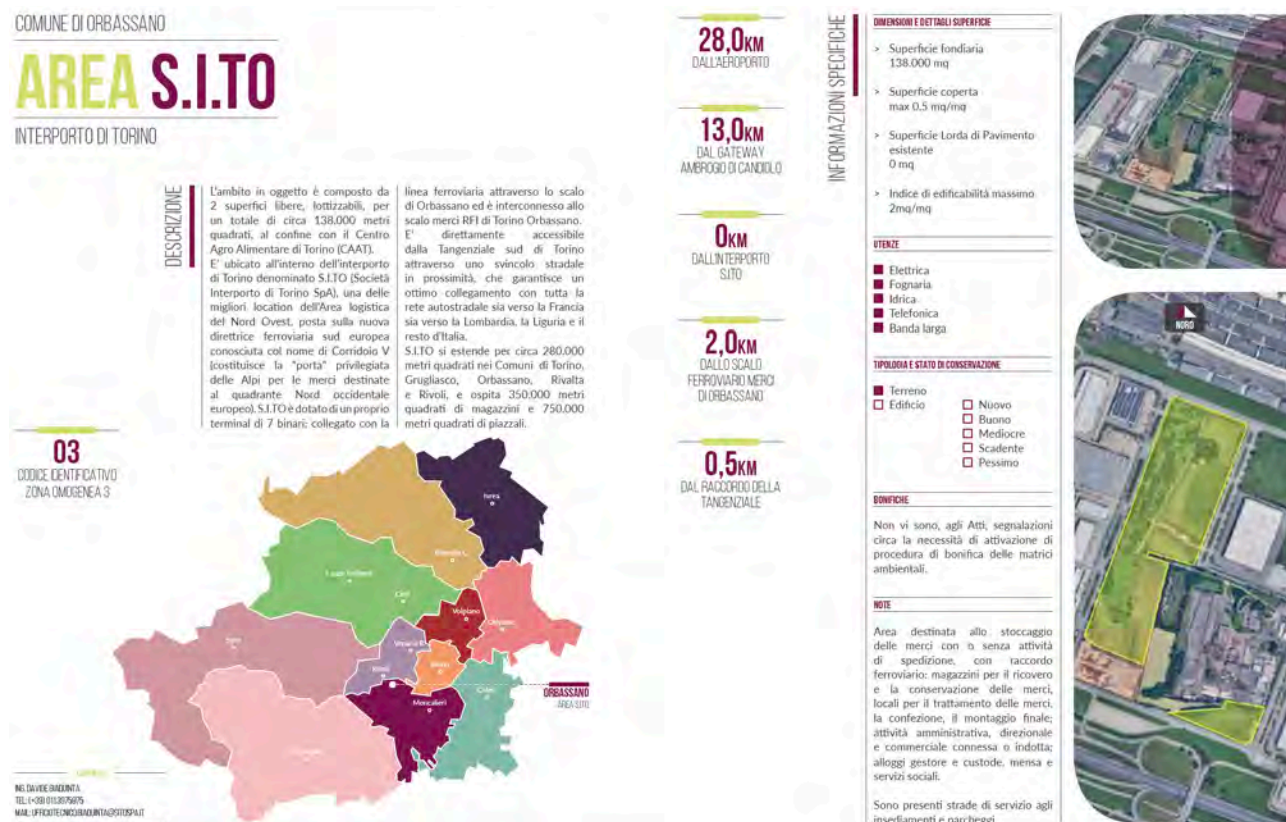 COMUNE DI ORBASSANO
AREA S.I.TO
INTERPORTO DI TORINO
DESCRIZIONE
L'ambito in oggetto è composto da
2 superfici libere, lottizzabili, per
un totale di circa 138.000 metri
quadrati, al confine con il Centro
Agro Alimentare di Torino (CAAT).
E' ubicato all'interno dell'interporto
di Torino denominato S.I.TO (Società
Interporto di Torino SpA), una delle
migliori location dell'Area logistica
del Nord Ovest, posta sulla nuova
direttrice ferroviaria sud europea
conosciuta col nome di Corridoio V
(costituisce la "porta" privilegiata
delle Alpi per le merci destinate
al quadrante Nord occidentale
europeo). S.I.TO è dotato di un proprio
terminal di 7 binari; collegato con la
linea ferroviaria attraverso lo scalo
di Orbassano ed è interconnesso allo
scalo merci RFI di Torino Orbassano.
E' direttamente accessibile
dalla Tangenziale sud di Torino
attraverso uno svincolo stradale
in prossimità, che garantisce un
ottimo collegamento con tutta la
rete autostradale sia verso la Francia
sia verso la Lombardia, la Liguria e il
resto d'Italia.
S.I.TO si estende per circa 280.000
metri quadrati nei Comuni di Torino,
Grugliasco, Orbassano, Rivalta
e Rivoli, e ospita 350.000 metri
quadrati di magazzini e 750.000
metri quadrati di piazzali.
03
CODICE IDENTIFICATIVO
ZONA OMOGENEA 3
Ivrea
Ciriè
Volpiano
Chivasso
Susa
Venaria R.
Rivoli
Torino
Moncalieri
Chieri
ORBASSANO
AREA S.I.TO
ING. DAVIDE BIAQUINTA
28,0KM
DALL'AEROPORTO
13,0KM
DAL GATEWAY
AMBROGIO DI CANDIOLO
0KM
DALL'INTERPORTO
S.I.TO
2,0KM
DALLO SCALO
FERROVIARIO MERCI
DI ORBASSANO
0,5KM
DAL RACCORDO DELLA
TANGENZIALE
INFORMAZIONI SPECIFICHE
DIMENSIONI E DETTAGLI SUPERFICIE
> Superficie fondiaria
138.000 mq
> Superficie coperta
max 0.5 mq/mq
> Superficie Lorda di Pavimento
esistente
0 mq
> Indice di edificabilità massimo
2mq/mq
UTENZE
Elettrica
Fognaria
Idrica
Telefonica
Banda larga
TIPOLOGIA E STATO DI CONSERVAZIONE
Terreno
Edificio
Nuovo
Buono
Mediocre
Scadente
Pessimo
BONIFICHE
Non vi sono, agli Atti, segnalazioni
circa la necessità di attivazione di
procedura di bonifica delle matrici
ambientali.
NOTE
Area destinata allo stoccaggio
delle merci con o senza attività
di spedizione, con raccordo
ferroviario; magazzini per il ricovero
e la conservazione delle merci,
locali per il trattamento delle merci,
la confezione, il montaggio finale;
attività amministrativa, direzionale
e commerciale connessa o indotta;
alloggi gestore e custode, mensa e
servizi sociali.
Sono presenti strade di servizio agli
insediamenti e parcheggi.
NORD